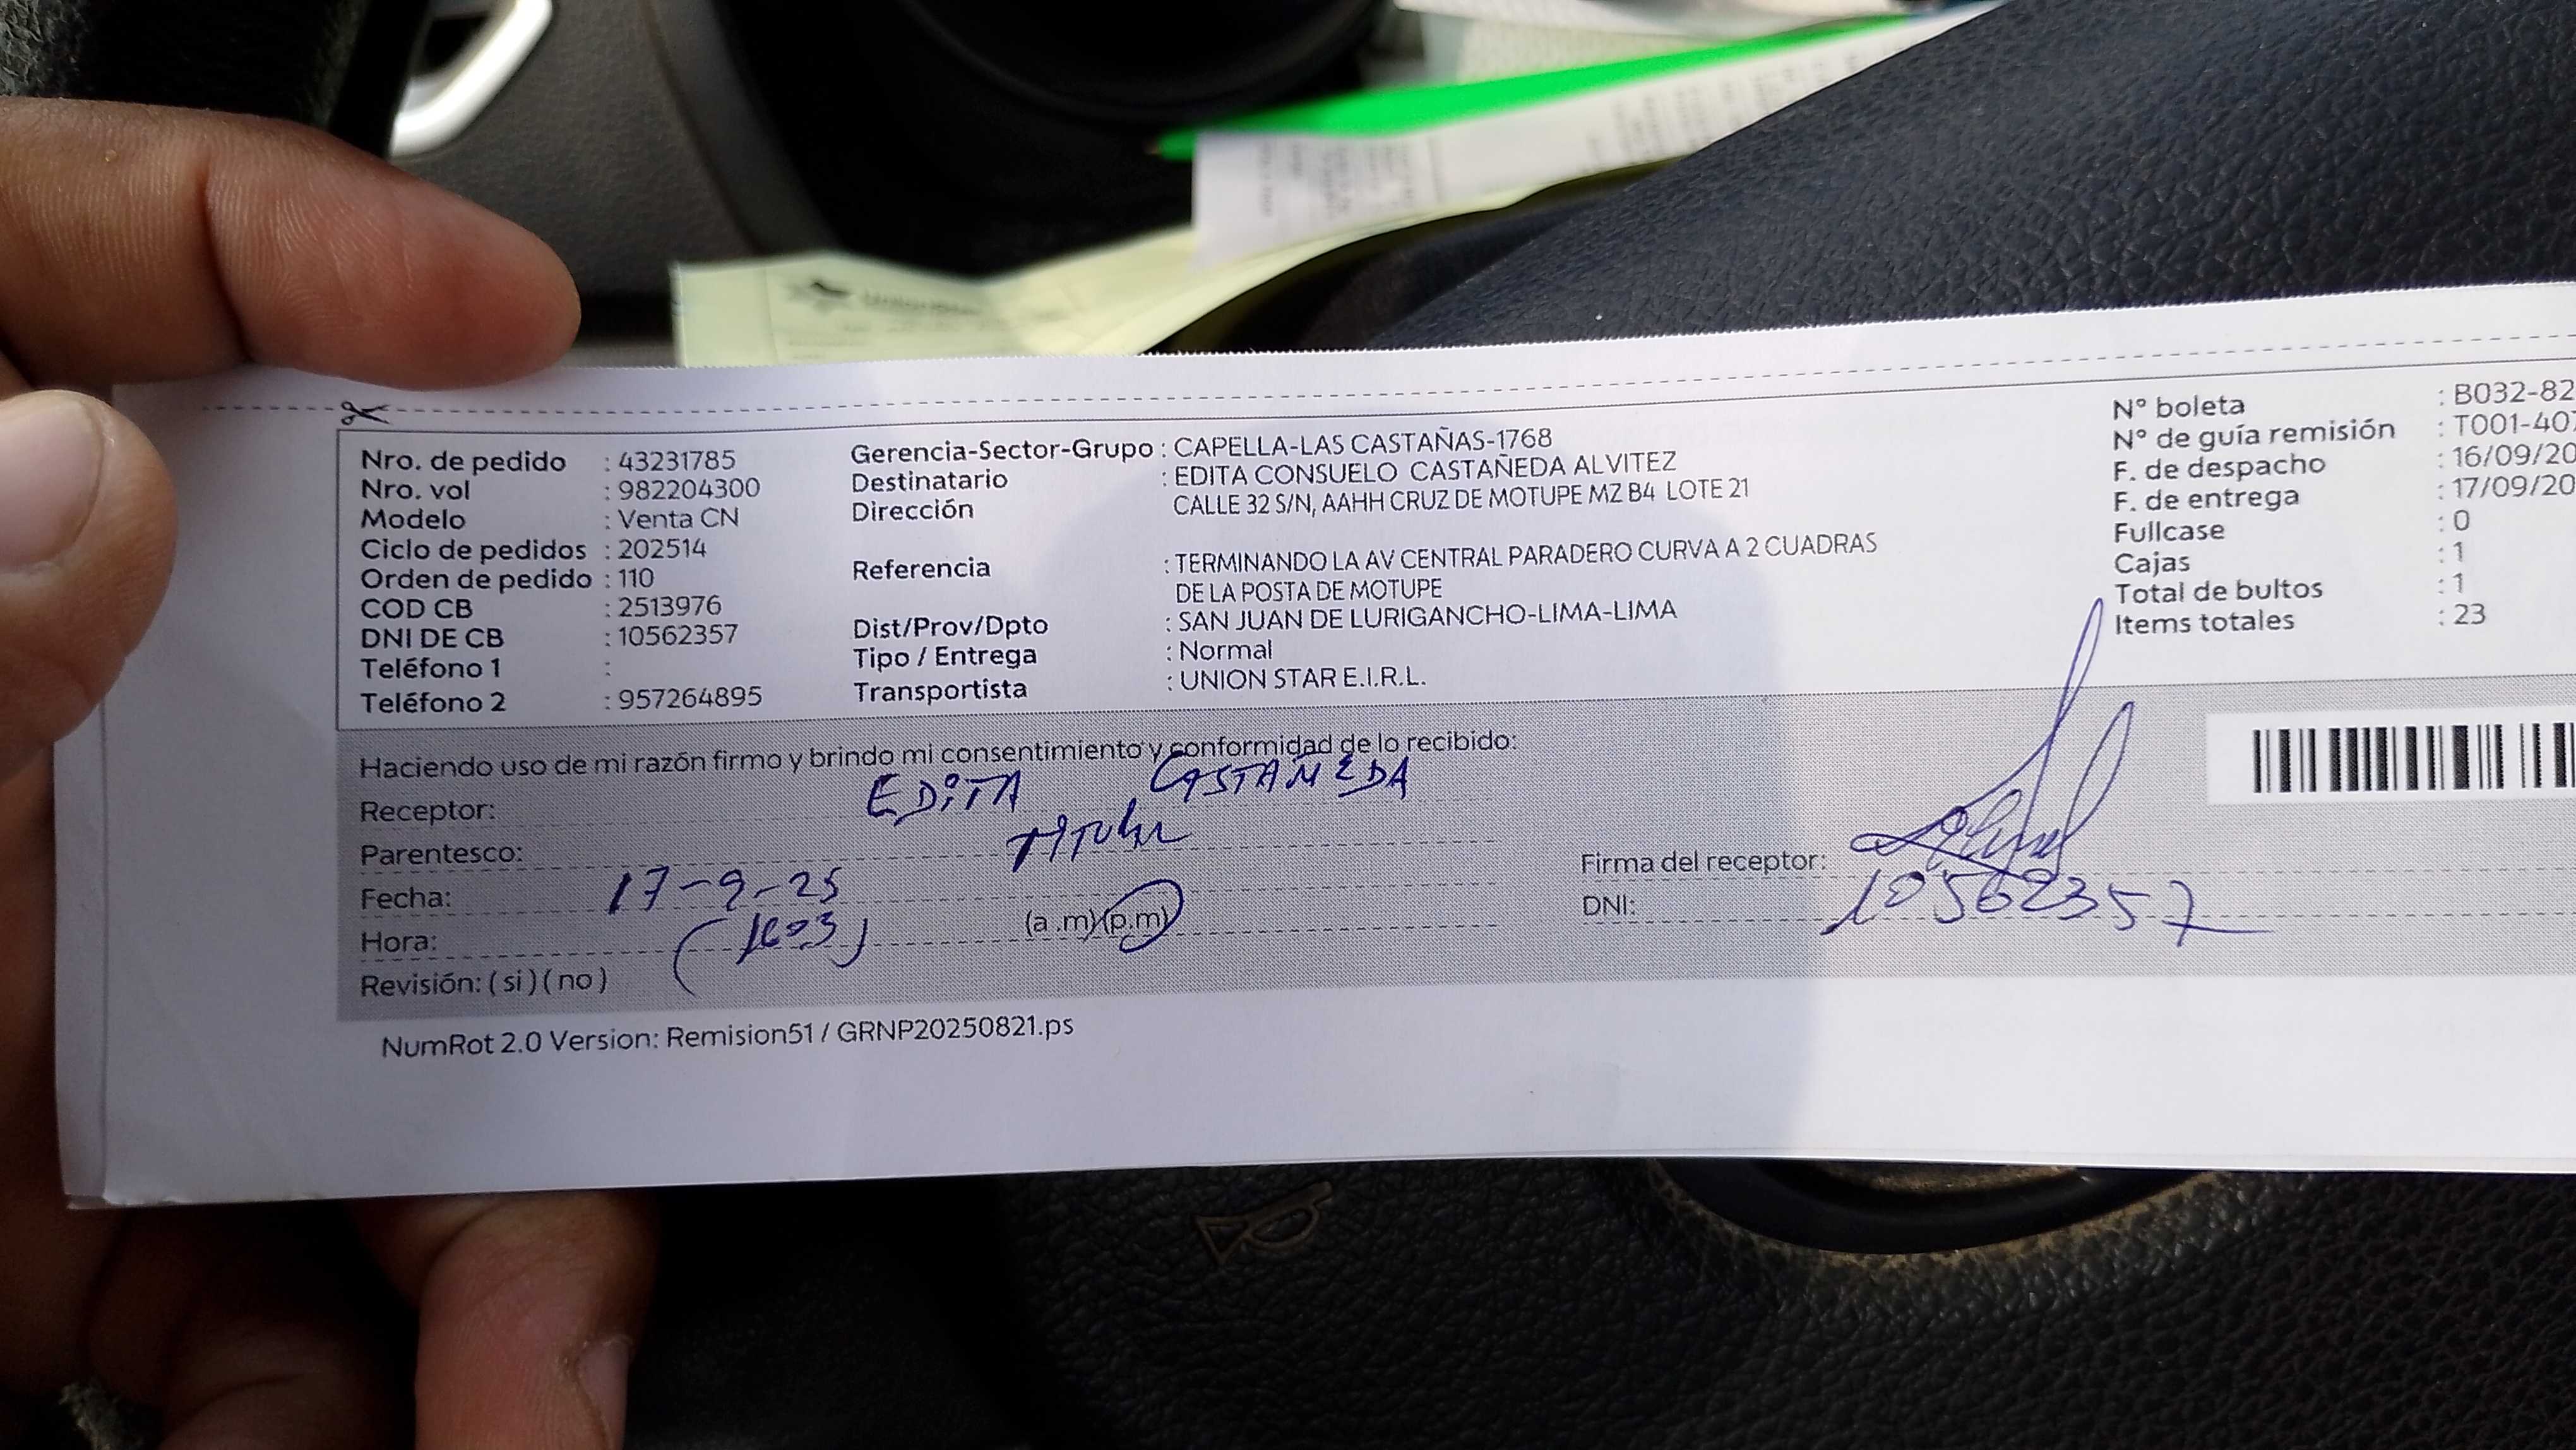 Nro. de pedido : 43231785
Nro. vol : 982204300
Modelo : Venta CN
Ciclo de pedidos : 202514
Orden de pedido : 110
COD CB : 2513976
DNI DE CB : 10562357
Teléfono 1 :
Teléfono 2 : 957264895
Gerencia-Sector-Grupo : CAPELLA-LAS CASTAÑAS-1768
Destinatario : EDITA CONSUELO CASTAÑEDA ALVITEZ
Dirección CALLE 32 S/N, AAHH CRUZ DE MOTUPE MZ B4 LOTE 21
Referencia : TERMINANDO LA AV CENTRAL PARADERO CURVA A 2 CUADRAS
DE LA POSTA DE MOTUPE
Dist/Prov/Dpto : SAN JUAN DE LURIGANCHO-LIMA-LIMA
Tipo / Entrega : Normal
Transportista : UNION STAR E.I.R.L.
N° boleta : B032-82
N° de guía remisión : T001-407
F. de despacho : 16/09/20
F. de entrega : 17/09/20
Fullcase : 0
Cajas : 1
Total de bultos : 1
Items totales : 23
Haciendo uso de mi razón firmo y brindo mi consentimiento y conformidad de lo recibido:
Receptor: EDITA CASTAÑEDA
Parentesco: Titular
Fecha: 17-9-25
Hora: (1603) (a.m)(p.m)
Revisión: ( si ) ( no )
Firma del receptor:
DNI: 10562357
NumRot 2.0 Version: Remision51 / GRNP20250821.ps